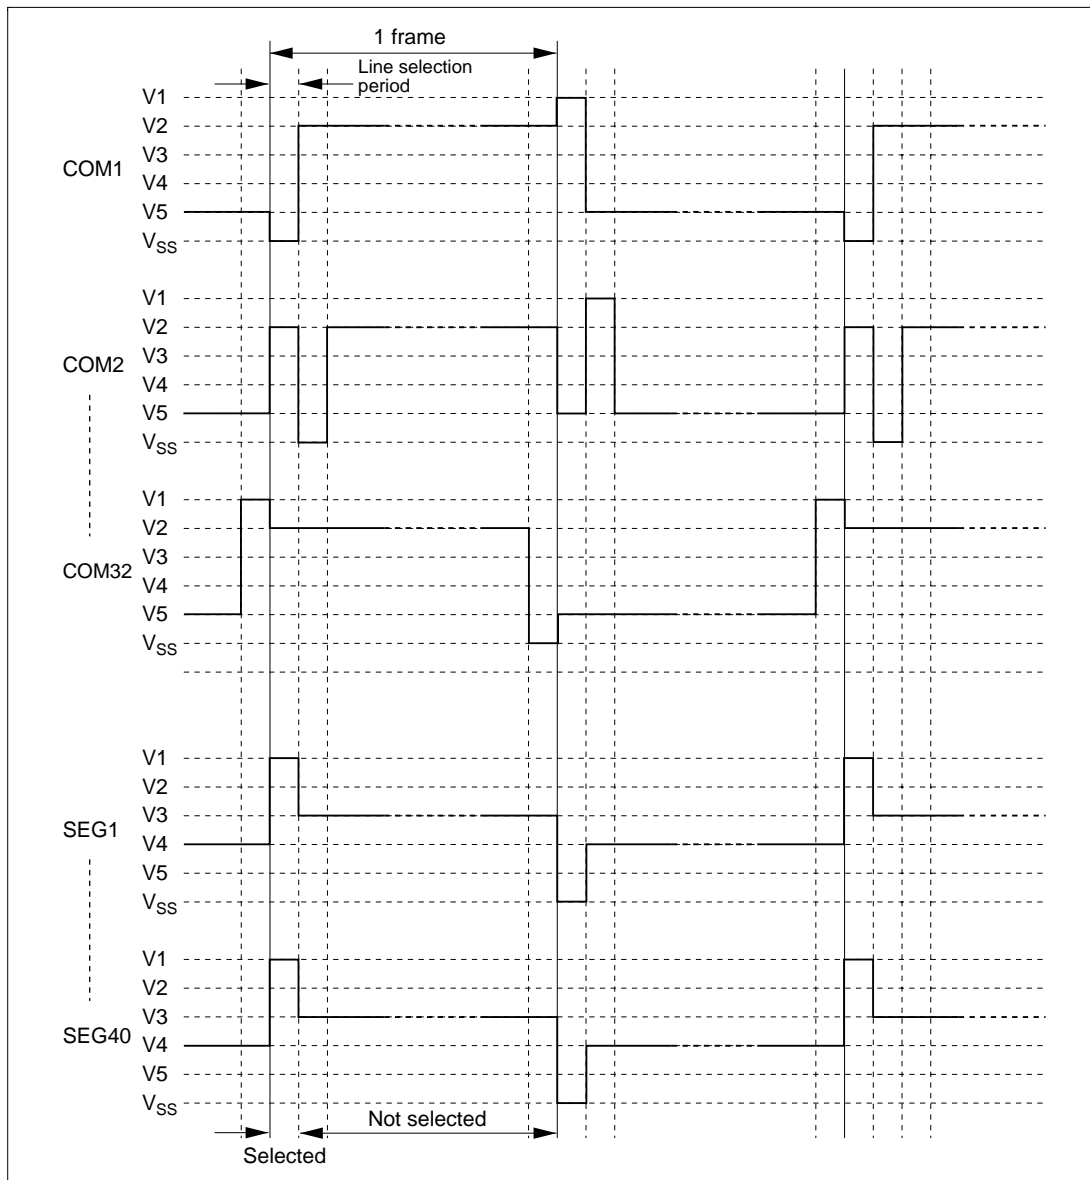 1 frame
Line selection
period
V1
V2
V3
COM1
V4
V5
VSS
V1
V2
V3
COM2
V4
V5
VSS
V1
V2
V3
COM32
V4
V5
VSS
V1
V2
V3
SEG1
V4
V5
VSS
V1
V2
V3
SEG40
V4
V5
VSS
Not selected
Selected